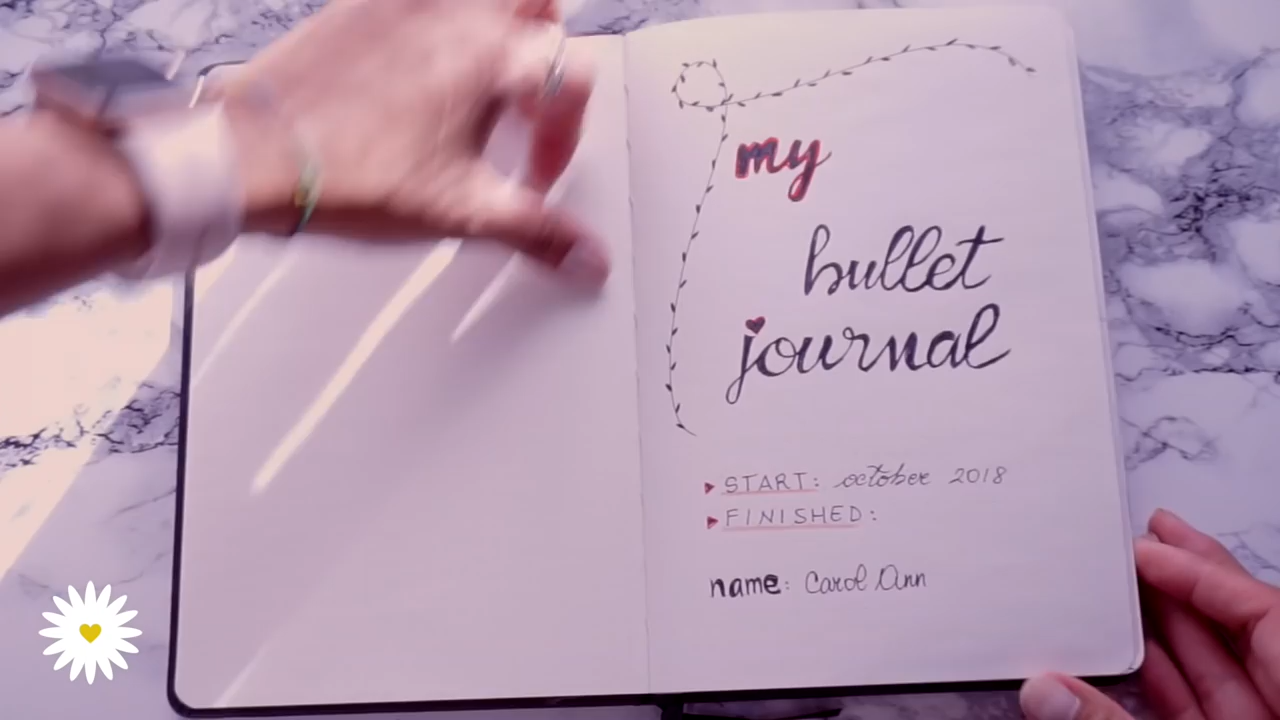 my
bullet
journal
START: october 2018
FINISHED:
name: Carol Ann